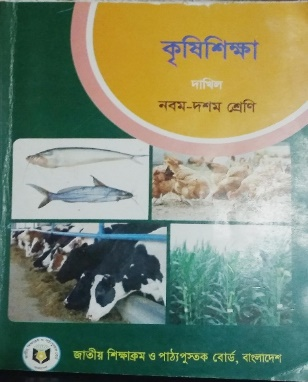 কৃষিশিক্ষা
দাখিল
নবম-দশম শ্রেণি
জাতীয় শিক্ষাক্রম ও পাঠ্যপুস্তক বোর্ড, বাংলাদেশ